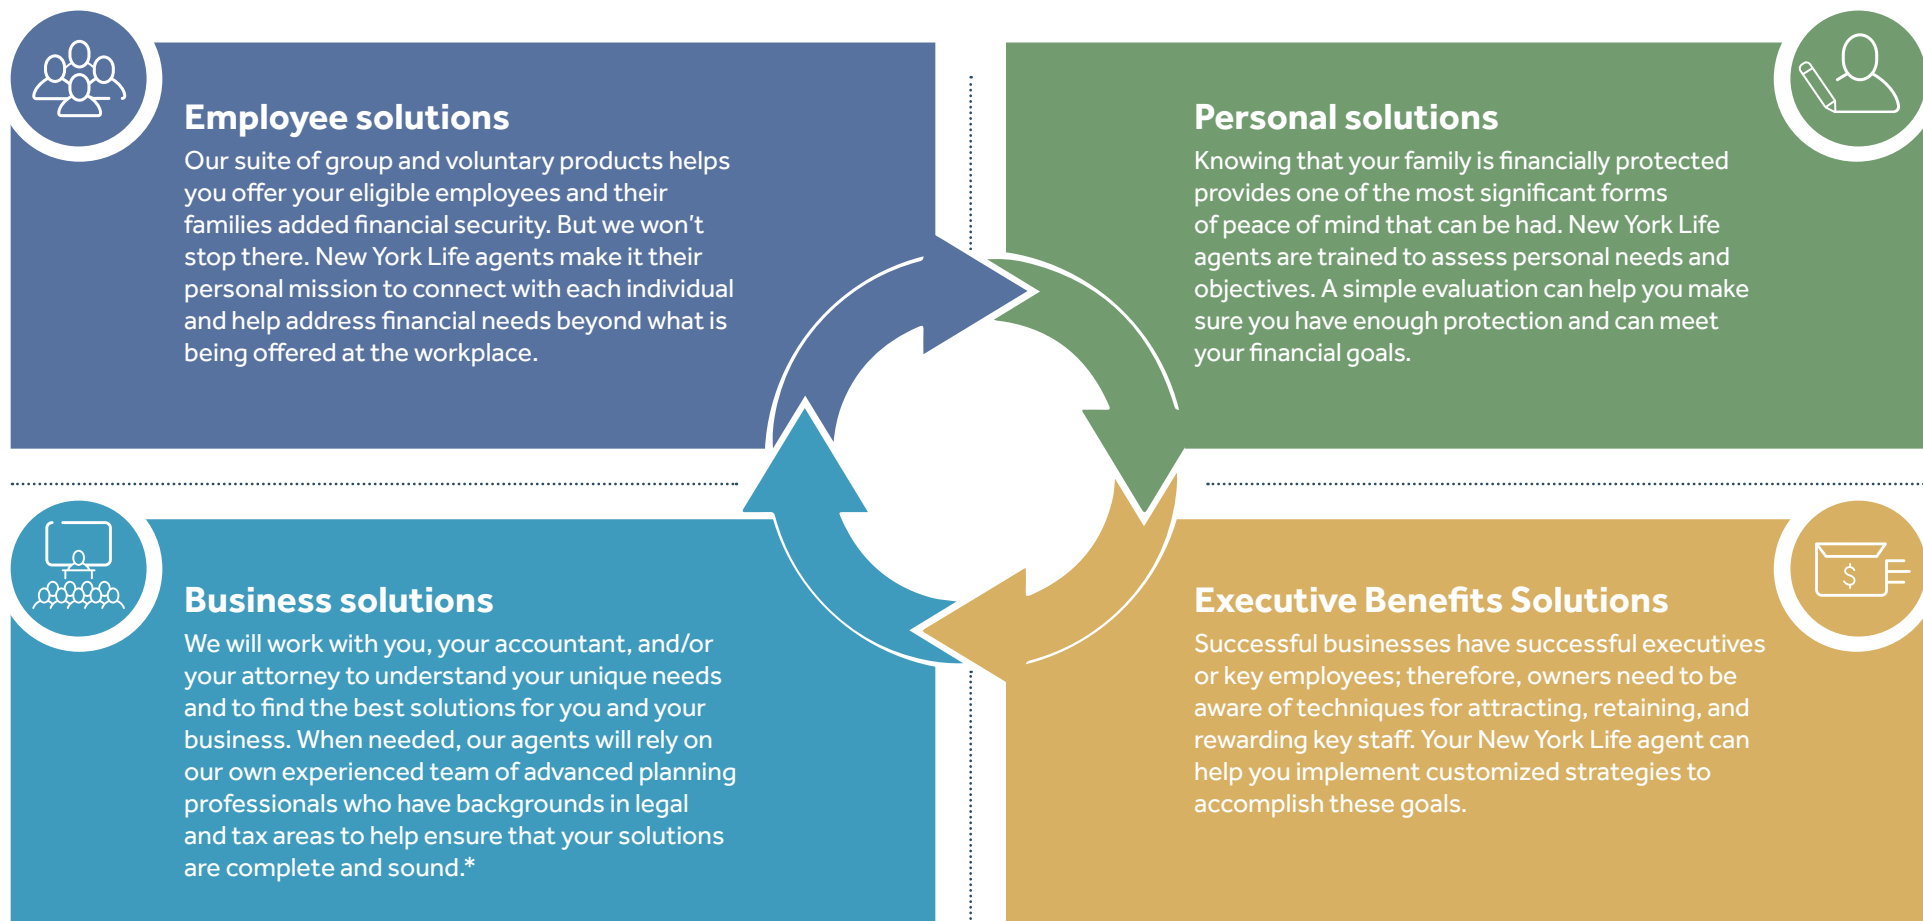 Employee solutions
Our suite of group and voluntary products helps
you offer your eligible employees and their
families added financial security. But we won’t
stop there. New York Life agents make it their
personal mission to connect with each individual
and help address financial needs beyond what is
being offered at the workplace.
Personal solutions
Knowing that your family is financially protected
provides one of the most significant forms
of peace of mind that can be had. New York Life
agents are trained to assess personal needs and
objectives. A simple evaluation can help you make
sure you have enough protection and can meet
your financial goals.
Business solutions
We will work with you, your accountant, and/or
your attorney to understand your unique needs
and to find the best solutions for you and your
business. When needed, our agents will rely on
our own experienced team of advanced planning
professionals who have backgrounds in legal
and tax areas to help ensure that your solutions
are complete and sound.*
Executive Benefits Solutions
Successful businesses have successful executives
or key employees; therefore, owners need to be
aware of techniques for attracting, retaining, and
rewarding key staff. Your New York Life agent can
help you implement customized strategies to
accomplish these goals.
$